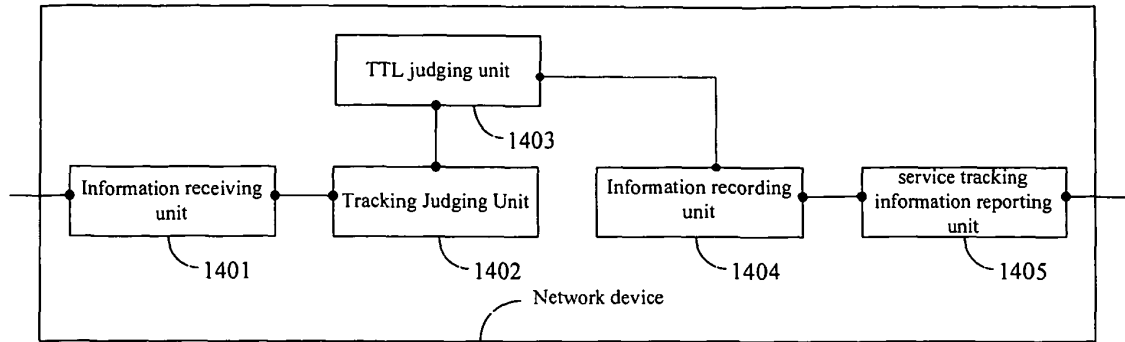 TTL judging unit
1403
Information receiving
unit
1401
Tracking Judging Unit
1402
Information recording
unit
1404
service tracking
information reporting
unit
1405
Network device